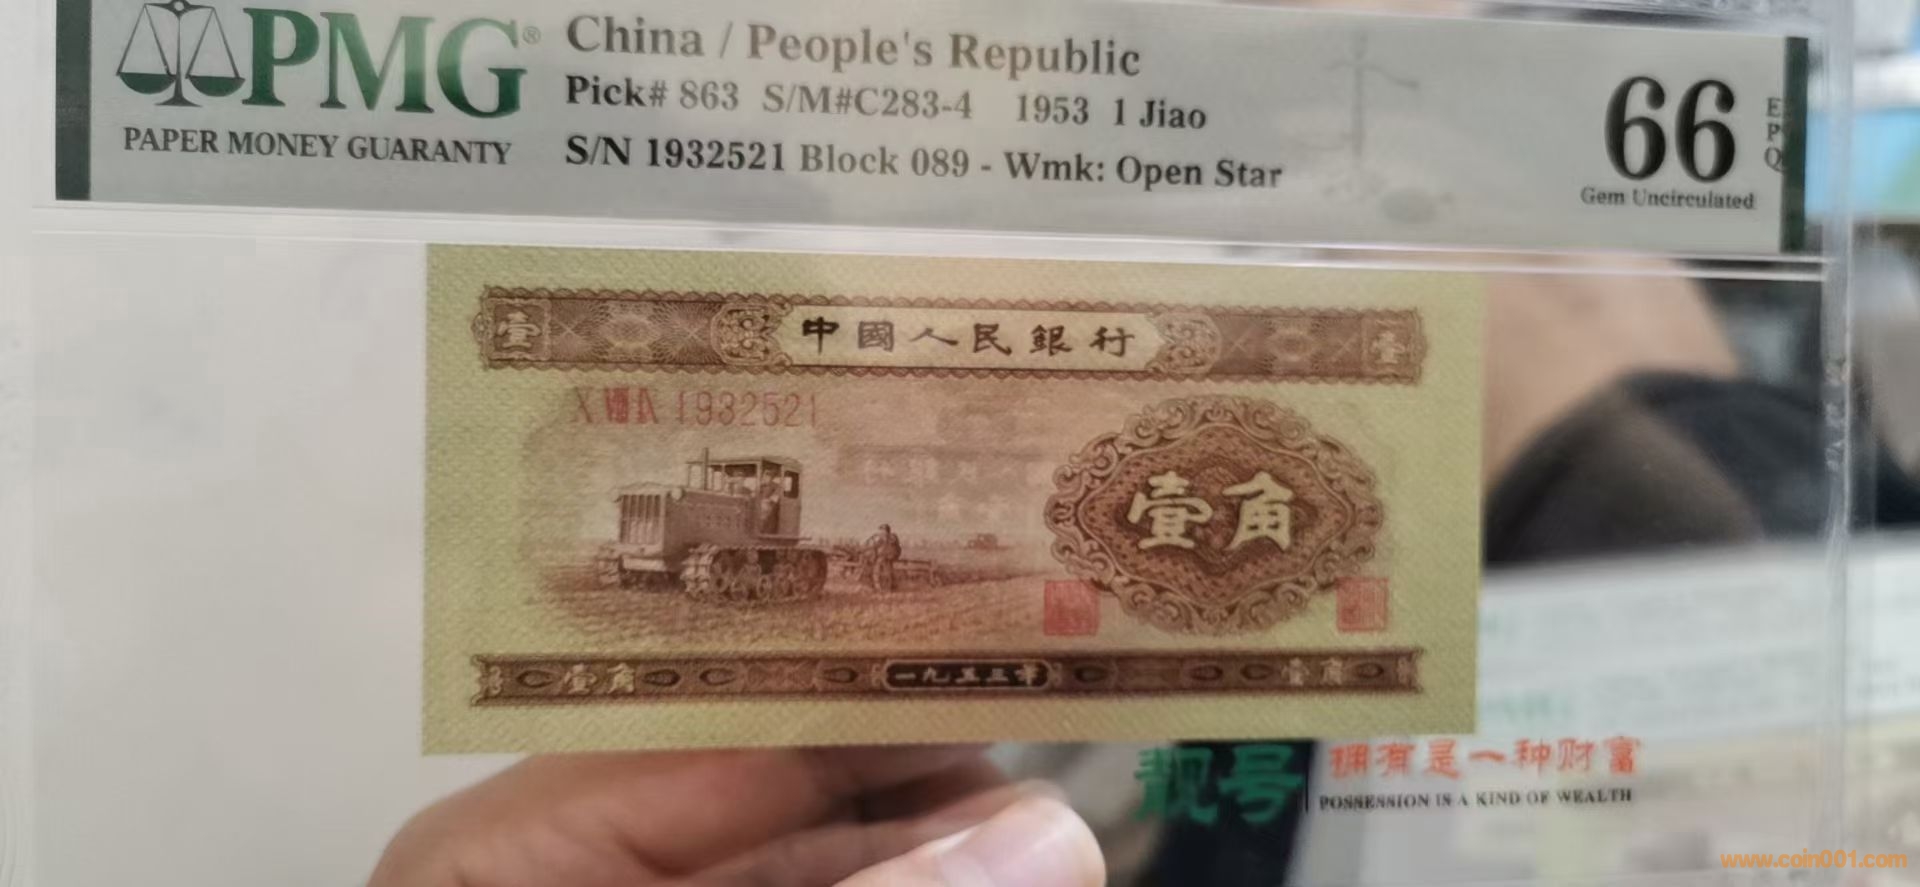 PMG®
PAPER MONEY GUARANTY
China / People's Republic
Pick# 863 S/M#C283-4 1953 1 Jiao
S/N 1932521 Block 089 - Wmk: Open Star
66
EPQ
Gem Uncirculated
壹 中國人民銀行 壹
1932521
壹角
壹角 一九五三年 壹角
靓号
拥有是一种财富
POSSESSION IS A KIND OF WEALTH
www.coin001.com